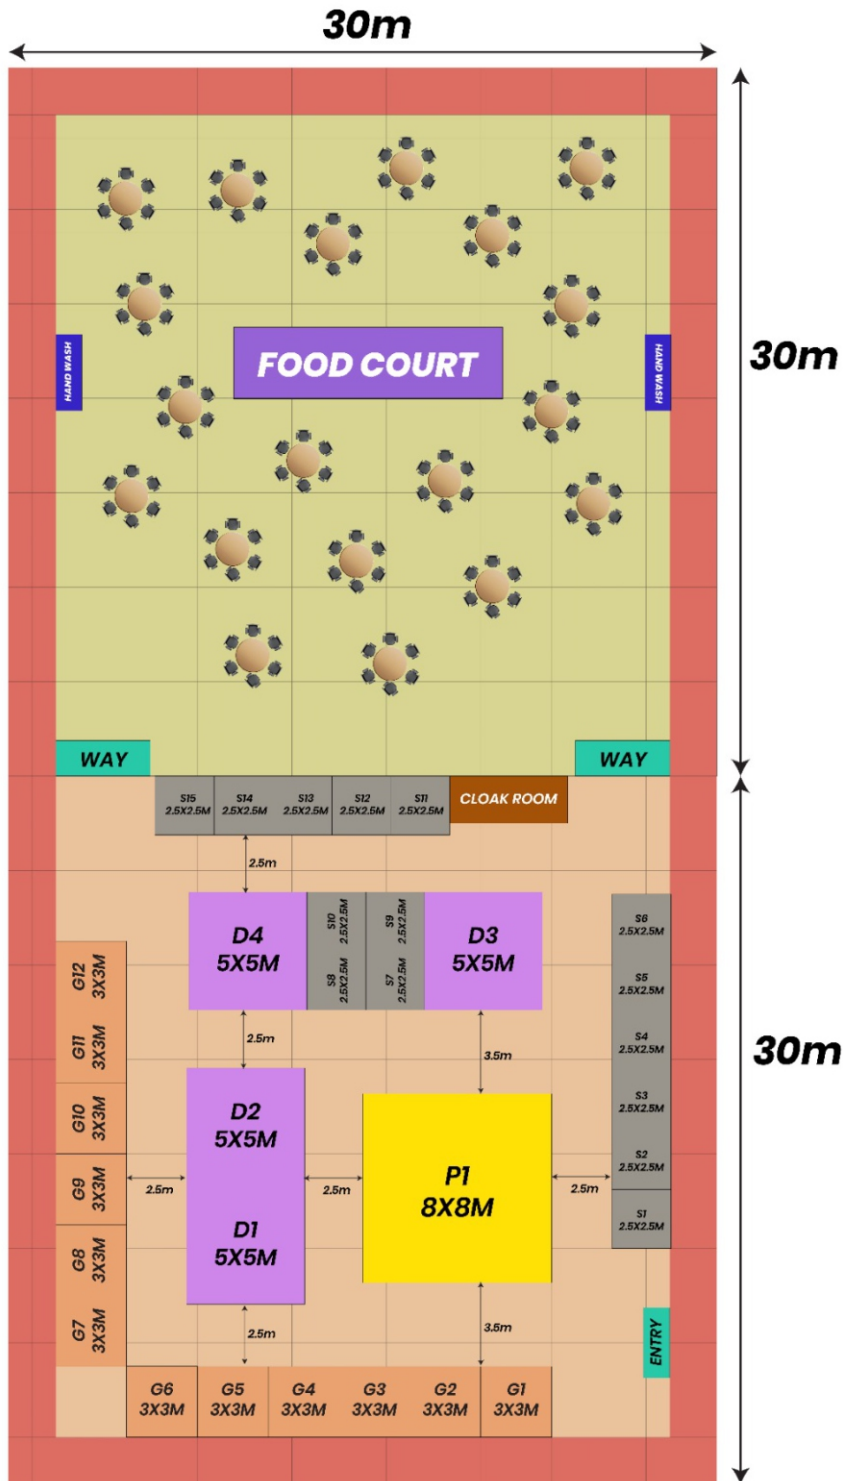 30m
30m
HAND WASH
FOOD COURT
HAND WASH
WAY
WAY
S15
2.5X2.5M
S14
2.5X2.5M
S13
2.5X2.5M
S12
2.5X2.5M
S11
2.5X2.5M
CLOAK ROOM
2.5m
D4
5X5M
S10
2.5X2.5M
S9
2.5X2.5M
S8
2.5X2.5M
S7
2.5X2.5M
D3
5X5M
S6
2.5X2.5M
S5
2.5X2.5M
S4
2.5X2.5M
S3
2.5X2.5M
S2
2.5X2.5M
S1
2.5X2.5M
G12
3X3M
G11
3X3M
G10
3X3M
G9
3X3M
G8
3X3M
G7
3X3M
2.5m
3.5m
30m
D2
5X5M
D1
5X5M
P1
8X8M
2.5m
2.5m
2.5m
2.5m
3.5m
ENTRY
G6
3X3M
G5
3X3M
G4
3X3M
G3
3X3M
G2
3X3M
G1
3X3M